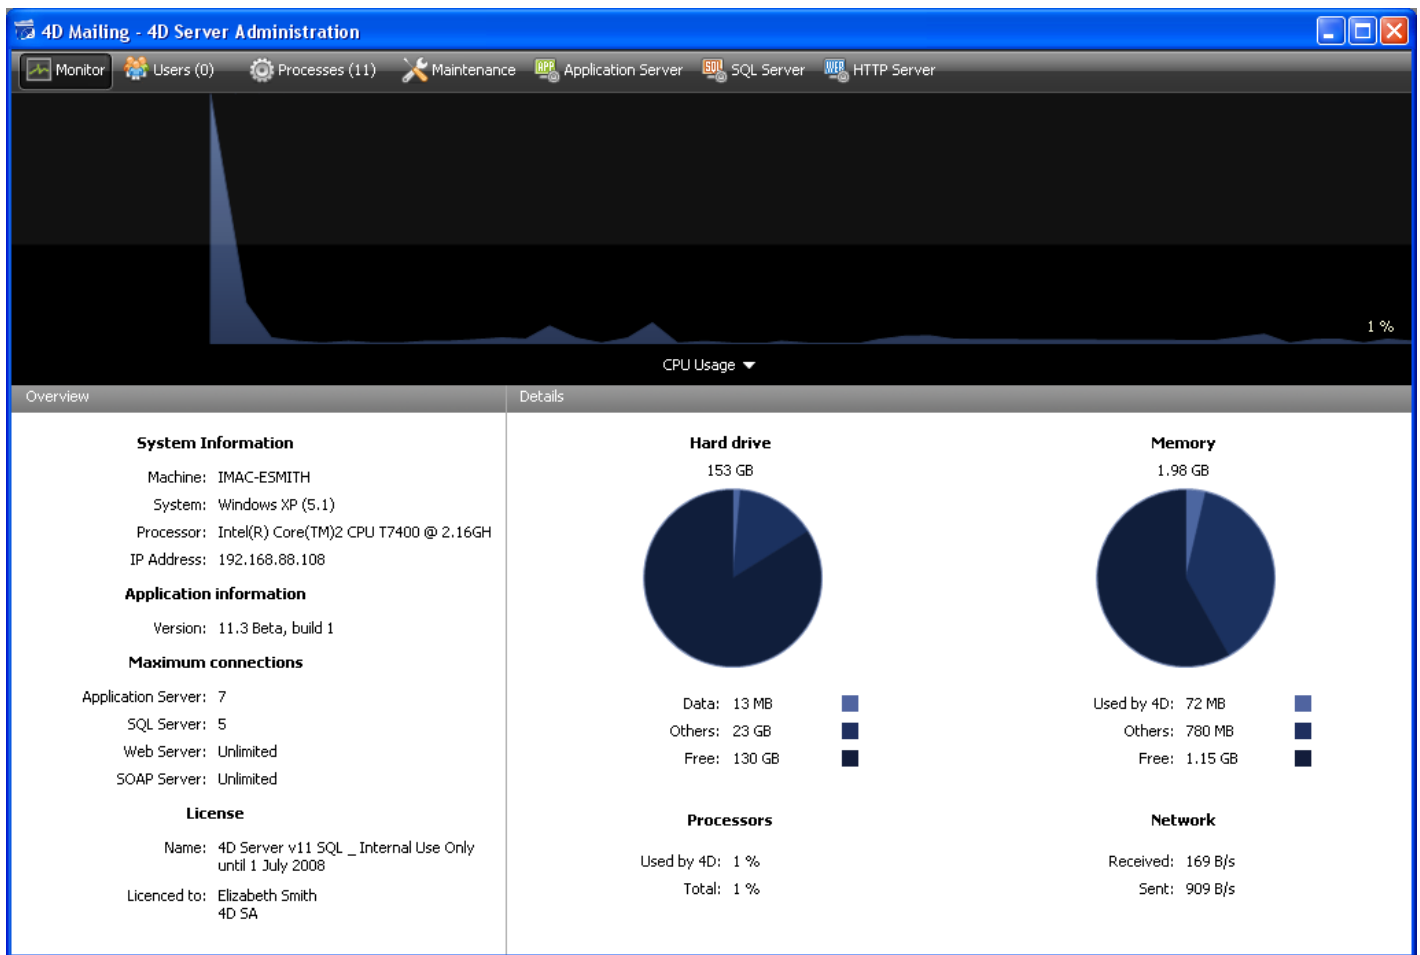 4D Mailing - 4D Server Administration
Monitor Users (0) Processes (11) Maintenance APP Application Server SQL SQL Server WEB HTTP Server
1 %
CPU Usage
Overview
Details
System Information
Machine: IMAC-ESMITH
System: Windows XP (5.1)
Processor: Intel(R) Core(TM)2 CPU T7400 @ 2.16GH
IP Address: 192.168.88.108
Application information
Version: 11.3 Beta, build 1
Maximum connections
Application Server: 7
SQL Server: 5
Web Server: Unlimited
SOAP Server: Unlimited
License
Name: 4D Server v11 SQL _ Internal Use Only
until 1 July 2008
Licenced to: Elizabeth Smith
4D SA
Hard drive
153 GB
Data: 13 MB
Others: 23 GB
Free: 130 GB
Memory
1.98 GB
Used by 4D: 72 MB
Others: 780 MB
Free: 1.15 GB
Processors
Used by 4D: 1 %
Total: 1 %
Network
Received: 169 B/s
Sent: 909 B/s